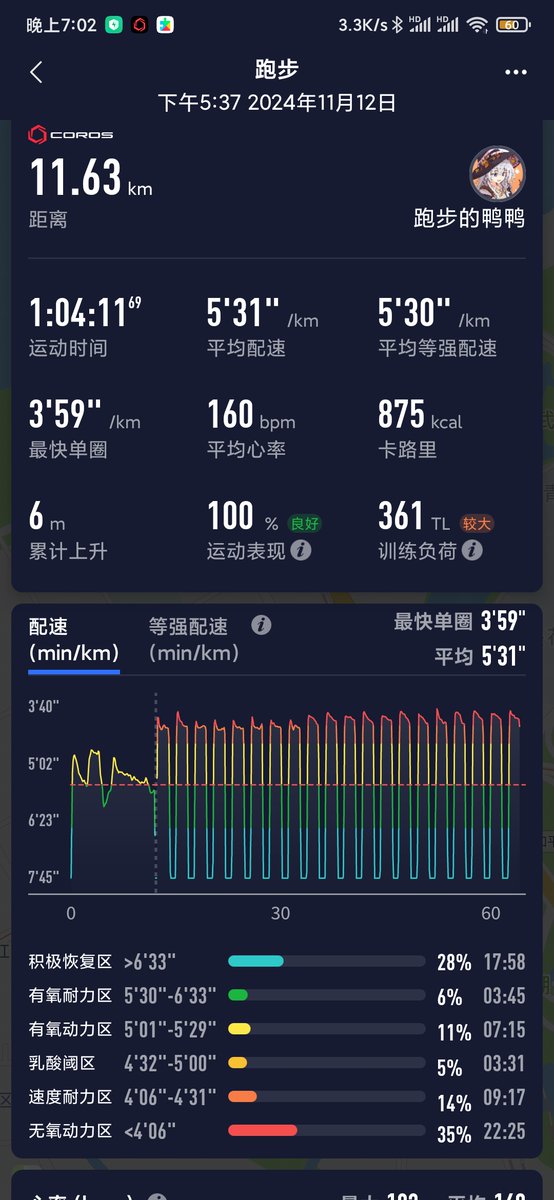 晚上7:02
3.3K/s HD HD 60
跑步
下午5:37 2024年11月12日
COROS
11.63 km
距离
跑步的鸭鸭
1:04:11 69
5'31" /km
5'30" /km
运动时间
平均配速
平均等强配速
3'59" /km
160 bpm
875 kcal
最快单圈
平均心率
卡路里
6 m
100 % 良好
361 TL 较大
累计上升
运动表现
训练负荷
配速
(min/km)
等强配速
(min/km)
最快单圈 3'59"
平均 5'31"
3'40"
5'02"
6'23"
7'45"
0 30 60
积极恢复区 >6'33" 28% 17:58
有氧耐力区 5'30"-6'33" 6% 03:45
有氧动力区 5'01"-5'29" 11% 07:15
乳酸阈区 4'32"-5'00" 5% 03:31
速度耐力区 4'06"-4'31" 14% 09:17
无氧动力区 <4'06" 35% 22:25